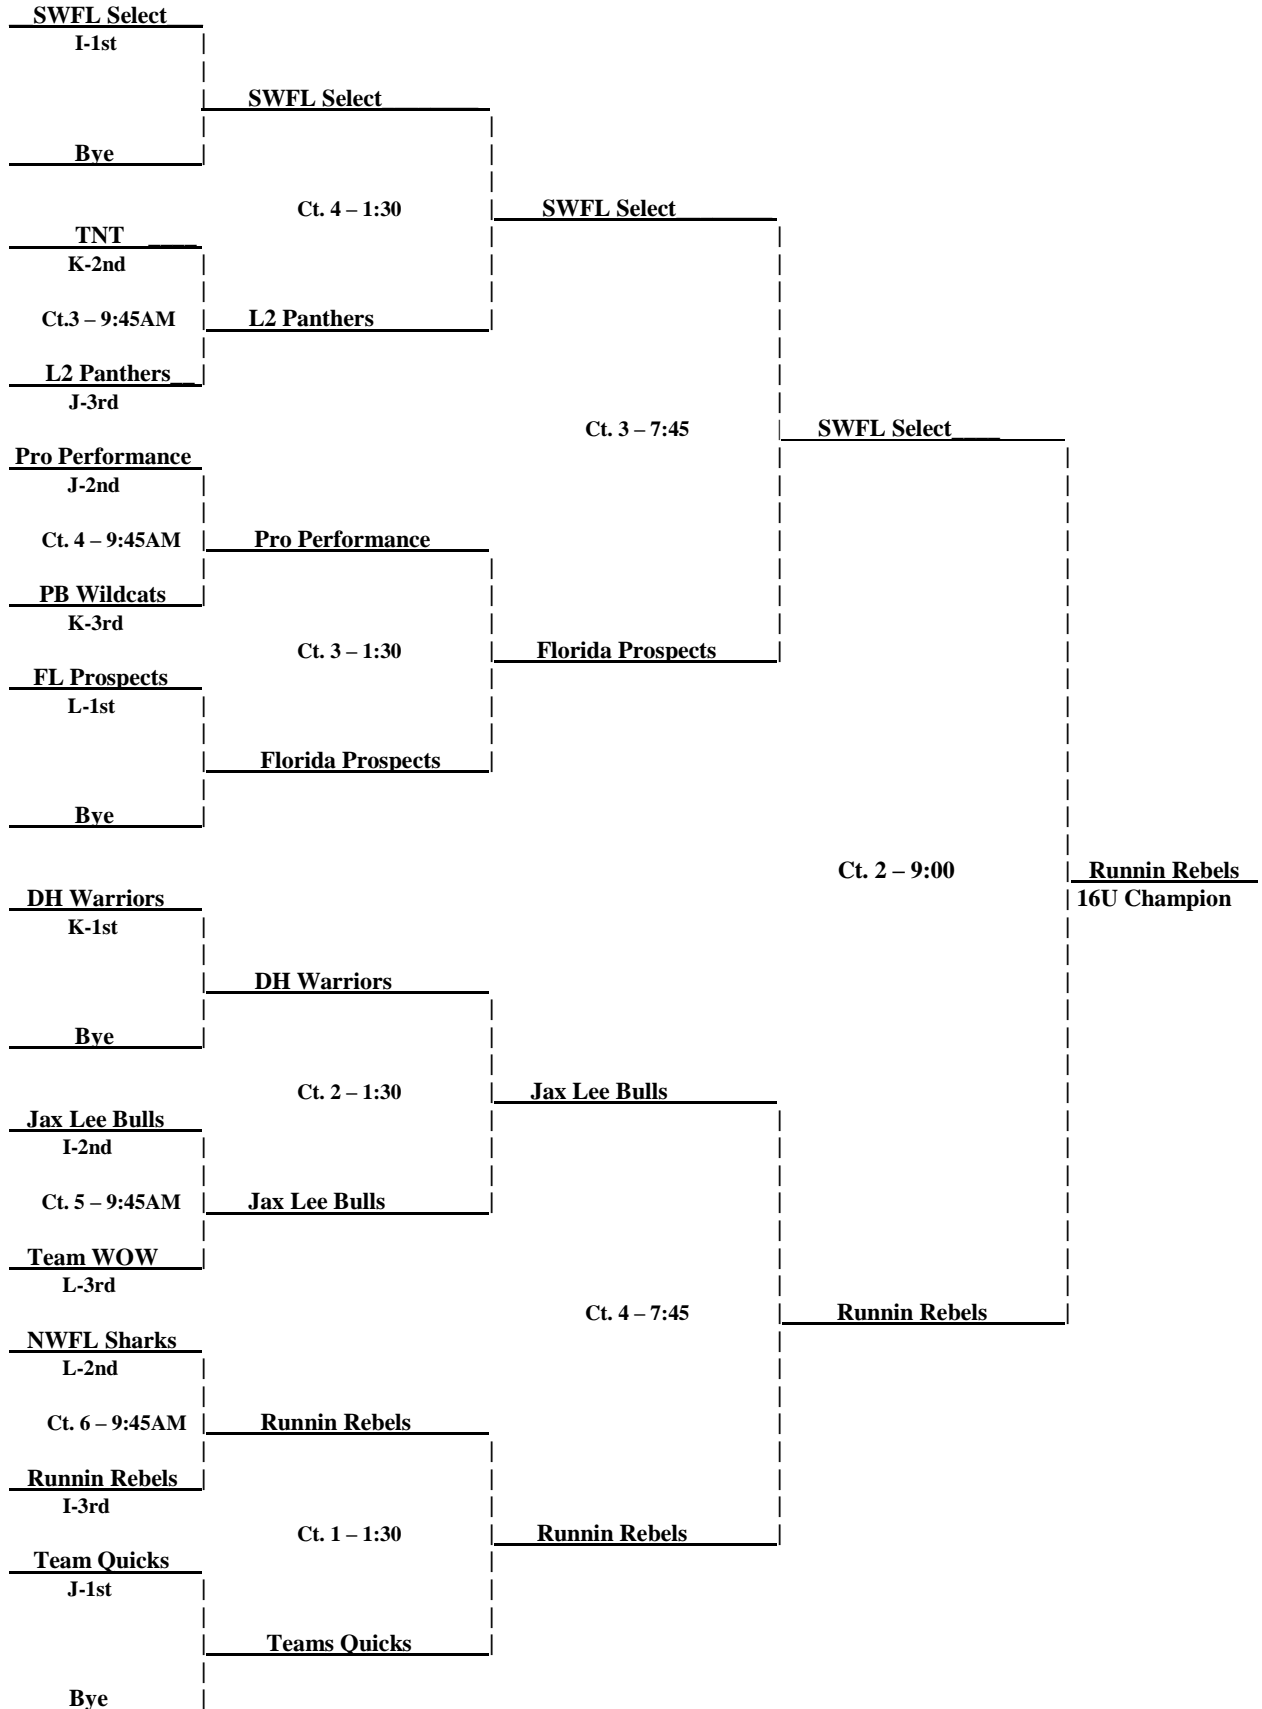 SWFL Select
I-1st
SWFL Select
Bye
Ct. 4 – 1:30
SWFL Select
TNT
K-2nd
Ct.3 – 9:45AM
L2 Panthers
L2 Panthers
J-3rd
Ct. 3 – 7:45
SWFL Select
Pro Performance
J-2nd
Ct. 4 – 9:45AM
Pro Performance
PB Wildcats
K-3rd
Ct. 3 – 1:30
Florida Prospects
FL Prospects
L-1st
Florida Prospects
Bye
Ct. 2 – 9:00
Runnin Rebels
16U Champion
DH Warriors
K-1st
DH Warriors
Bye
Ct. 2 – 1:30
Jax Lee Bulls
Jax Lee Bulls
I-2nd
Ct. 5 – 9:45AM
Jax Lee Bulls
Team WOW
L-3rd
Ct. 4 – 7:45
Runnin Rebels
NWFL Sharks
L-2nd
Ct. 6 – 9:45AM
Runnin Rebels
Runnin Rebels
I-3rd
Ct. 1 – 1:30
Runnin Rebels
Team Quicks
J-1st
Teams Quicks
Bye